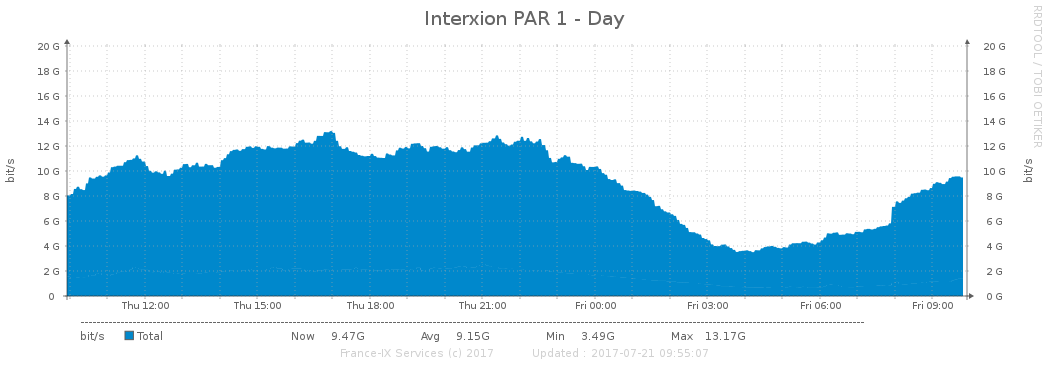 Interxion PAR 1 - Day
RRDTOOL / TOBI OETIKER
bit/s
20 G 20 G
18 G 18 G
16 G 16 G
14 G 14 G
12 G 12 G
10 G 10 G
8 G 8 G
6 G 6 G
4 G 4 G
2 G 2 G
0 0 G
bit/s
Thu 12:00 Thu 15:00 Thu 18:00 Thu 21:00 Fri 00:00 Fri 03:00 Fri 06:00 Fri 09:00
bit/s Total Now 9.47G Avg 9.15G Min 3.49G Max 13.17G
France-IX Services (c) 2017 Updated : 2017-07-21 09:55:07